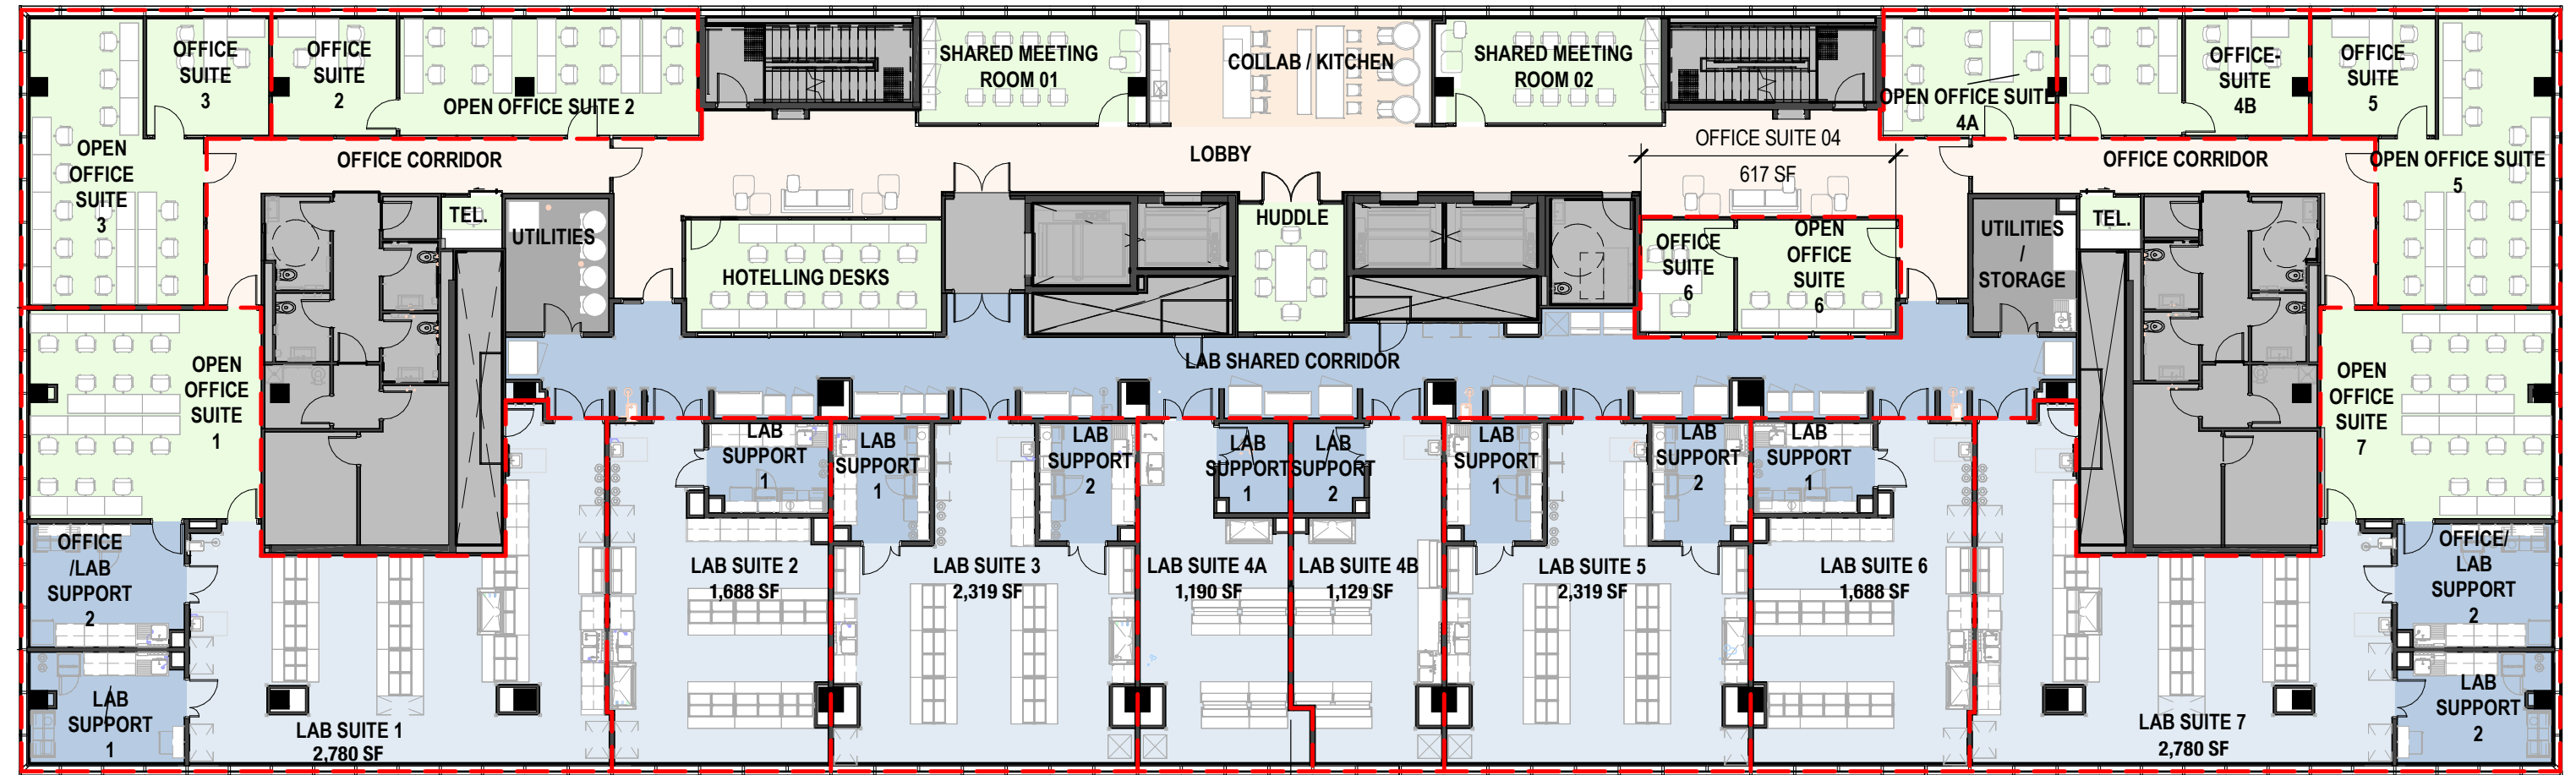 OFFICE
SUITE
3
OFFICE
SUITE
2
OPEN OFFICE SUITE 2
SHARED MEETING
ROOM 01
COLLAB / KITCHEN
SHARED MEETING
ROOM 02
OPEN OFFICE SUITE
4A
OFFICE-
SUITE
4B
OFFICE
SUITE
5
OPEN
OFFICE
SUITE
3
OFFICE CORRIDOR
LOBBY
OFFICE SUITE 04
617 SF
OFFICE CORRIDOR
OPEN OFFICE SUITE
5
TEL.
UTILITIES
HOTELLING DESKS
HUDDLE
OFFICE
SUITE
6
OPEN
OFFICE
SUITE
6
UTILITIES
/
STORAGE
TEL.
OPEN
OFFICE
SUITE
1
LAB SHARED CORRIDOR
OPEN
OFFICE
SUITE
7
LAB
SUPPORT
1
LAB
SUPPORT
1
LAB
SUPPORT
2
LAB
SUPPORT
1
LAB
SUPPORT
2
LAB
SUPPORT
1
LAB
SUPPORT
2
LAB
SUPPORT
1
OFFICE
/LAB
SUPPORT
2
LAB SUITE 2
1,688 SF
LAB SUITE 3
2,319 SF
LAB SUITE 4A
1,190 SF
LAB SUITE 4B
1,129 SF
LAB SUITE 5
2,319 SF
LAB SUITE 6
1,688 SF
OFFICE/
LAB
SUPPORT
2
LAB
SUPPORT
1
LAB SUITE 1
2,780 SF
LAB SUITE 7
2,780 SF
LAB
SUPPORT
2